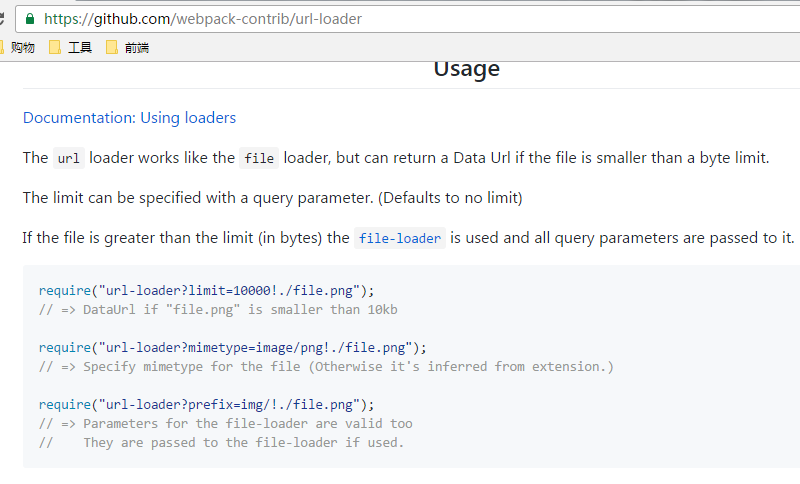 https://github.com/webpack-contrib/url-loader
购物 工具 前端
Usage
Documentation: Using loaders
The url loader works like the file loader, but can return a Data Url if the file is smaller than a byte limit.
The limit can be specified with a query parameter. (Defaults to no limit)
If the file is greater than the limit (in bytes) the file-loader is used and all query parameters are passed to it.
require("url-loader?limit=10000!./file.png");
// => DataUrl if "file.png" is smaller than 10kb
require("url-loader?mimetype=image/png!./file.png");
// => Specify mimetype for the file (Otherwise it's inferred from extension.)
require("url-loader?prefix=img/!./file.png");
// => Parameters for the file-loader are valid too
//    They are passed to the file-loader if used.